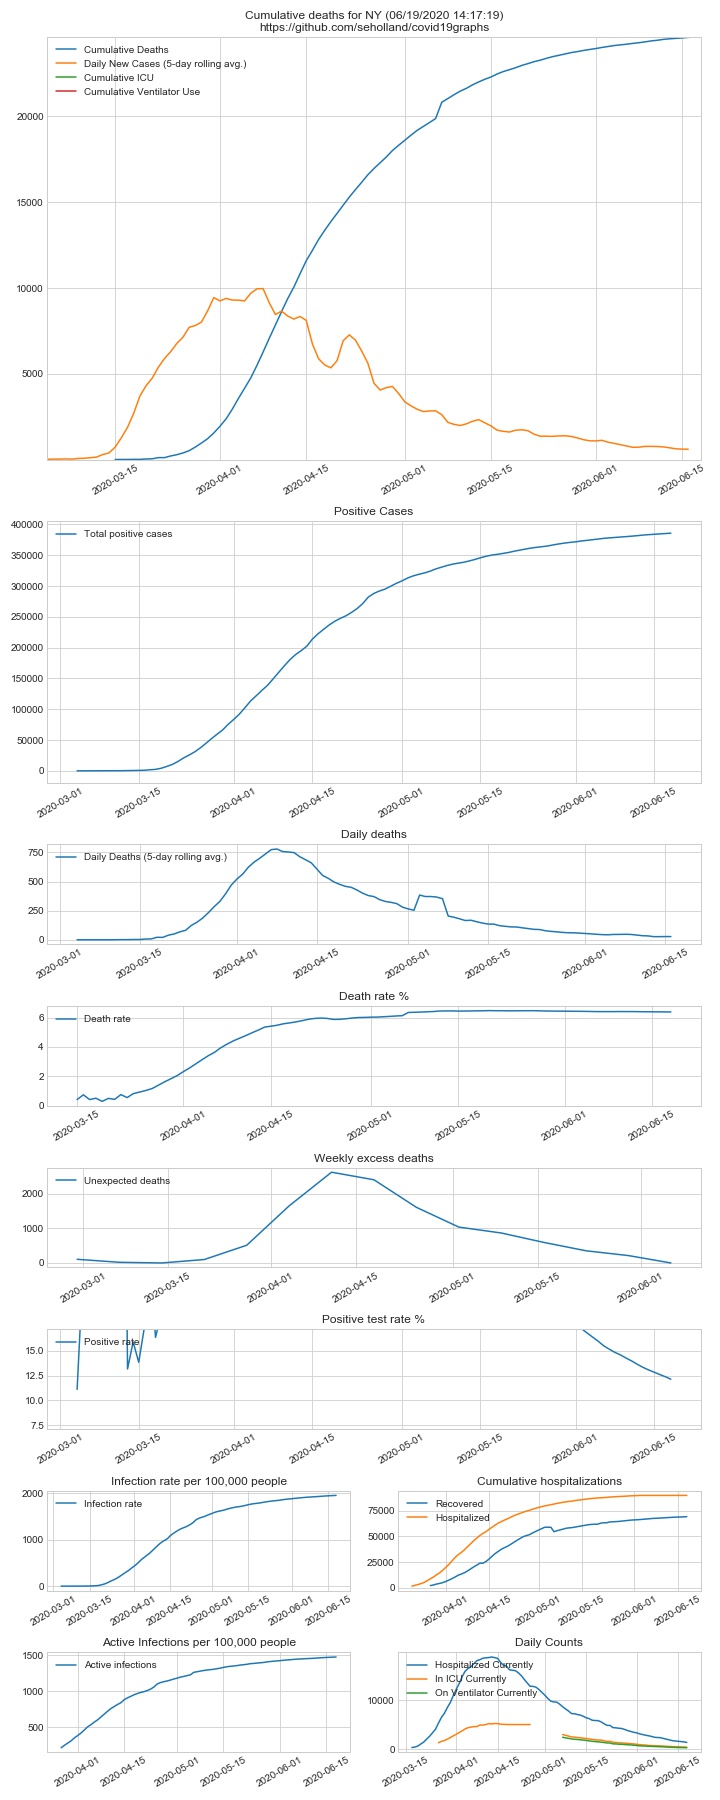 Cumulative deaths for NY (06/19/2020 14:17:19)
https://github.com/seholland/covid19graphs
Cumulative Deaths
Daily New Cases (5-day rolling avg.)
Cumulative ICU
Cumulative Ventilator Use
20000
15000
10000
5000
2020-03-15 2020-04-01 2020-04-15 2020-05-01 2020-05-15 2020-06-01 2020-06-15
Positive Cases
Total positive cases
400000
350000
300000
250000
200000
150000
100000
50000
0
2020-03-01 2020-03-15 2020-04-01 2020-04-15 2020-05-01 2020-05-15 2020-06-01 2020-06-15
Daily deaths
Daily Deaths (5-day rolling avg.)
750
500
250
0
2020-03-01 2020-03-15 2020-04-01 2020-04-15 2020-05-01 2020-05-15 2020-06-01 2020-06-15
Death rate %
Death rate
6
4
2
0
2020-03-15 2020-04-01 2020-04-15 2020-05-01 2020-05-15 2020-06-01 2020-06-15
Weekly excess deaths
Unexpected deaths
2000
1000
0
2020-03-01 2020-03-15 2020-04-01 2020-04-15 2020-05-01 2020-05-15 2020-06-01
Positive test rate %
Positive rate
15.0
12.5
10.0
7.5
2020-03-01 2020-03-15 2020-04-01 2020-04-15 2020-05-01 2020-05-15 2020-06-01 2020-06-15
Infection rate per 100,000 people
Infection rate
2000
1000
0
2020-03-01 2020-03-15 2020-04-01 2020-04-15 2020-05-01 2020-05-15 2020-06-01 2020-06-15
Cumulative hospitalizations
Recovered
Hospitalized
75000
50000
25000
0
2020-04-01 2020-04-15 2020-05-01 2020-05-15 2020-06-01 2020-06-15
Active Infections per 100,000 people
Active infections
1500
1000
500
2020-04-01 2020-04-15 2020-05-01 2020-05-15 2020-06-01 2020-06-15
Daily Counts
Hospitalized Currently
In ICU Currently
On Ventilator Currently
10000
0
2020-03-15 2020-04-01 2020-04-15 2020-05-01 2020-05-15 2020-06-01 2020-06-15